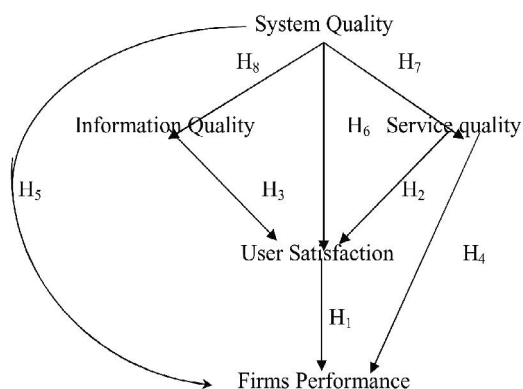 System Quality
H₈ H₇
Information Quality H₆ Service quality
H₅ H₃ H₂
User Satisfaction H₄
H₁
Firms Performance